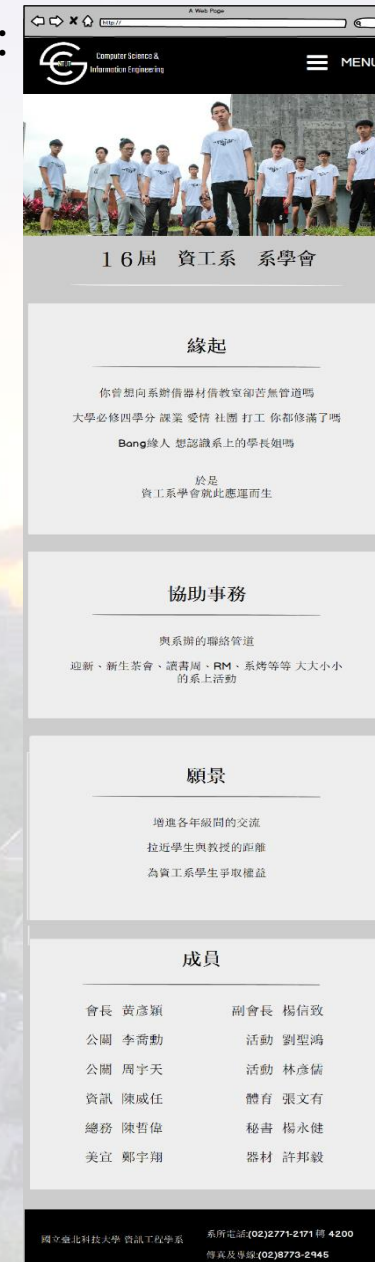 A Web Page
http://
NTUT
Computer Science &
Information Engineering
MENU
16屆 資工系 系學會
緣起
你曾想向系辦借器材借教室卻苦無管道嗎
大學必修四學分 課業 愛情 社團 打工 你都修滿了嗎
Bang緣人 想認識系上的學長姐嗎
於是
資工系學會就此應運而生
協助事務
與系辦的聯絡管道
迎新、新生茶會、讀書周、RM、系烤等等 大大小小
的系上活動
願景
增進各年級間的交流
拉近學生與教授的距離
為資工系學生爭取權益
成員
會長 黃彥穎 副會長 楊信致
公關 李喬勳 活動 劉聖鴻
公關 周宇天 活動 林彥儒
資訊 陳威任 體育 張文有
總務 陳哲偉 秘書 楊永健
美宣 鄭宇翔 器材 許邦毅
國立臺北科技大學 資訊工程學系
系所電話:(02)2771-2171 轉 4200
傳真及專線:(02)8773-2945